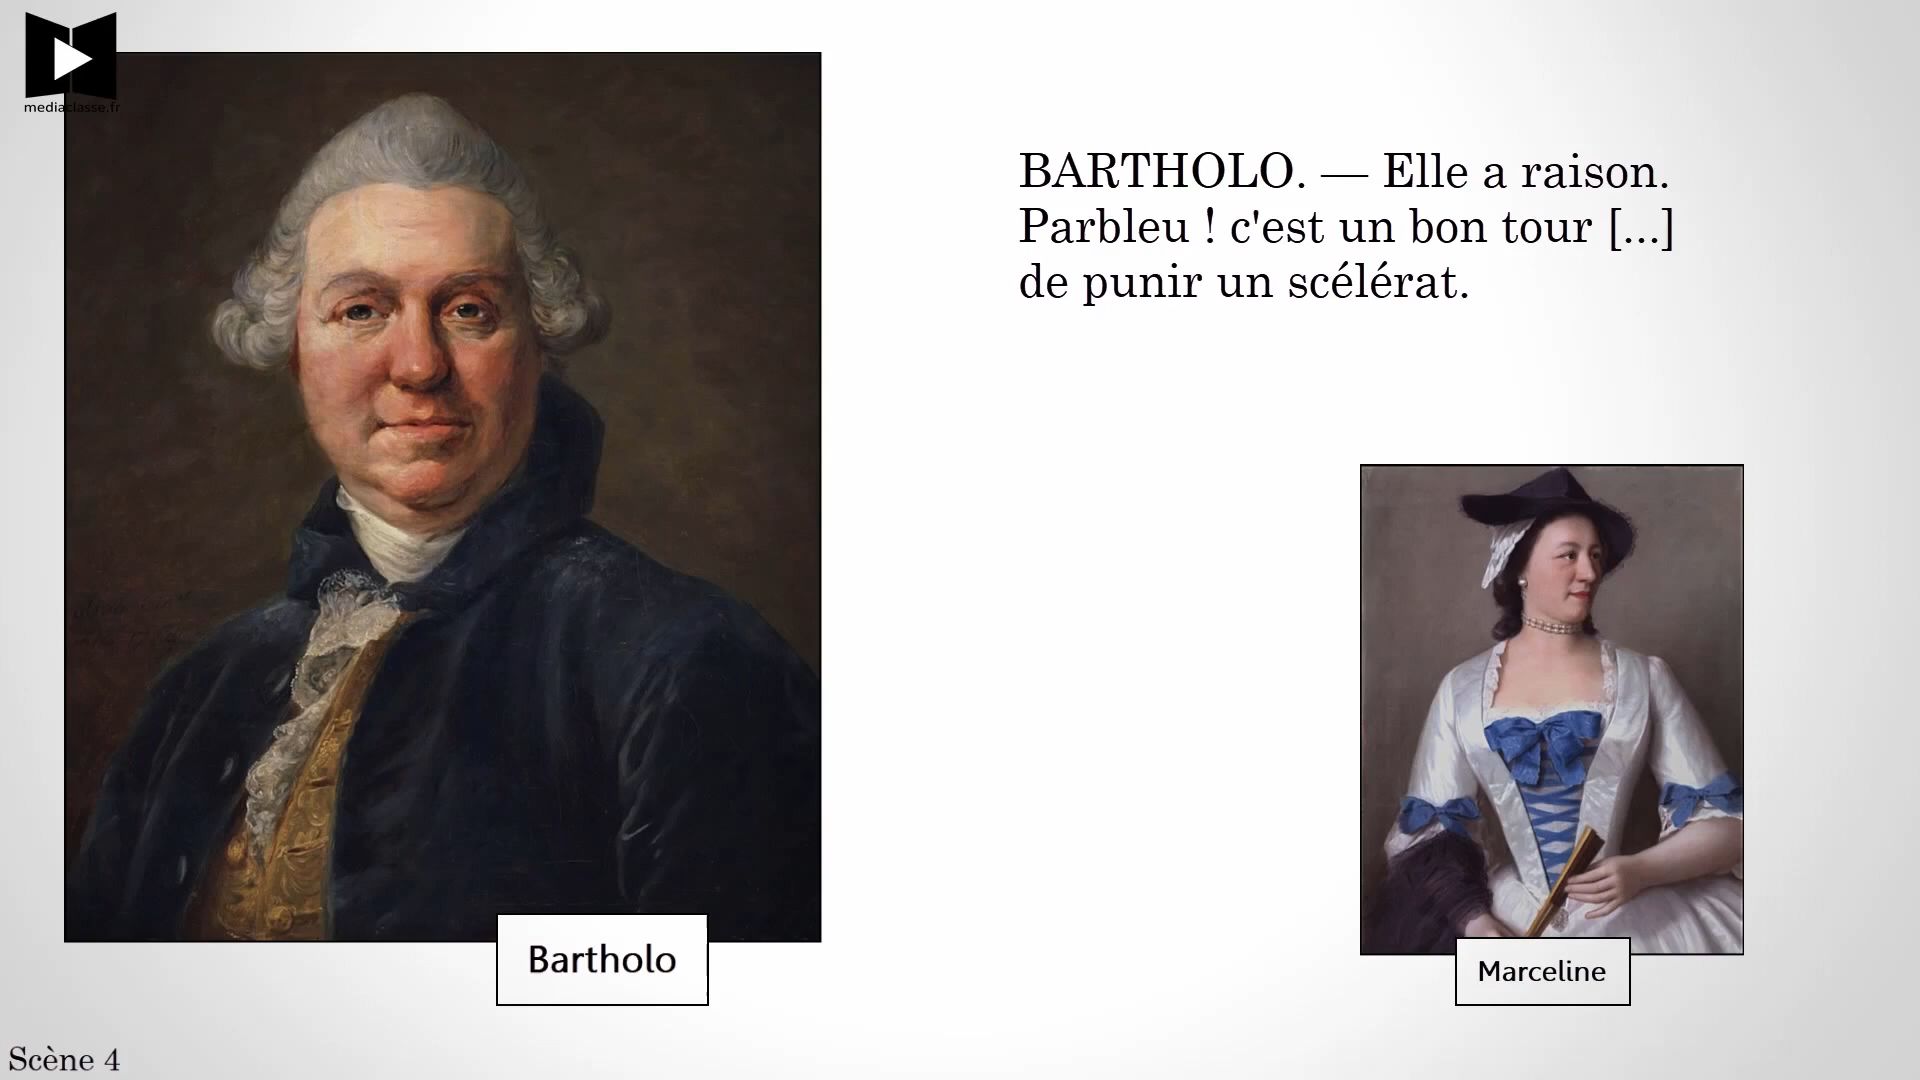 mediaclasse.fr
BARTHOLO. — Elle a raison.
Parbleu ! c'est un bon tour [...]
de punir un scélérat.
Bartholo
Marceline
Scène 4